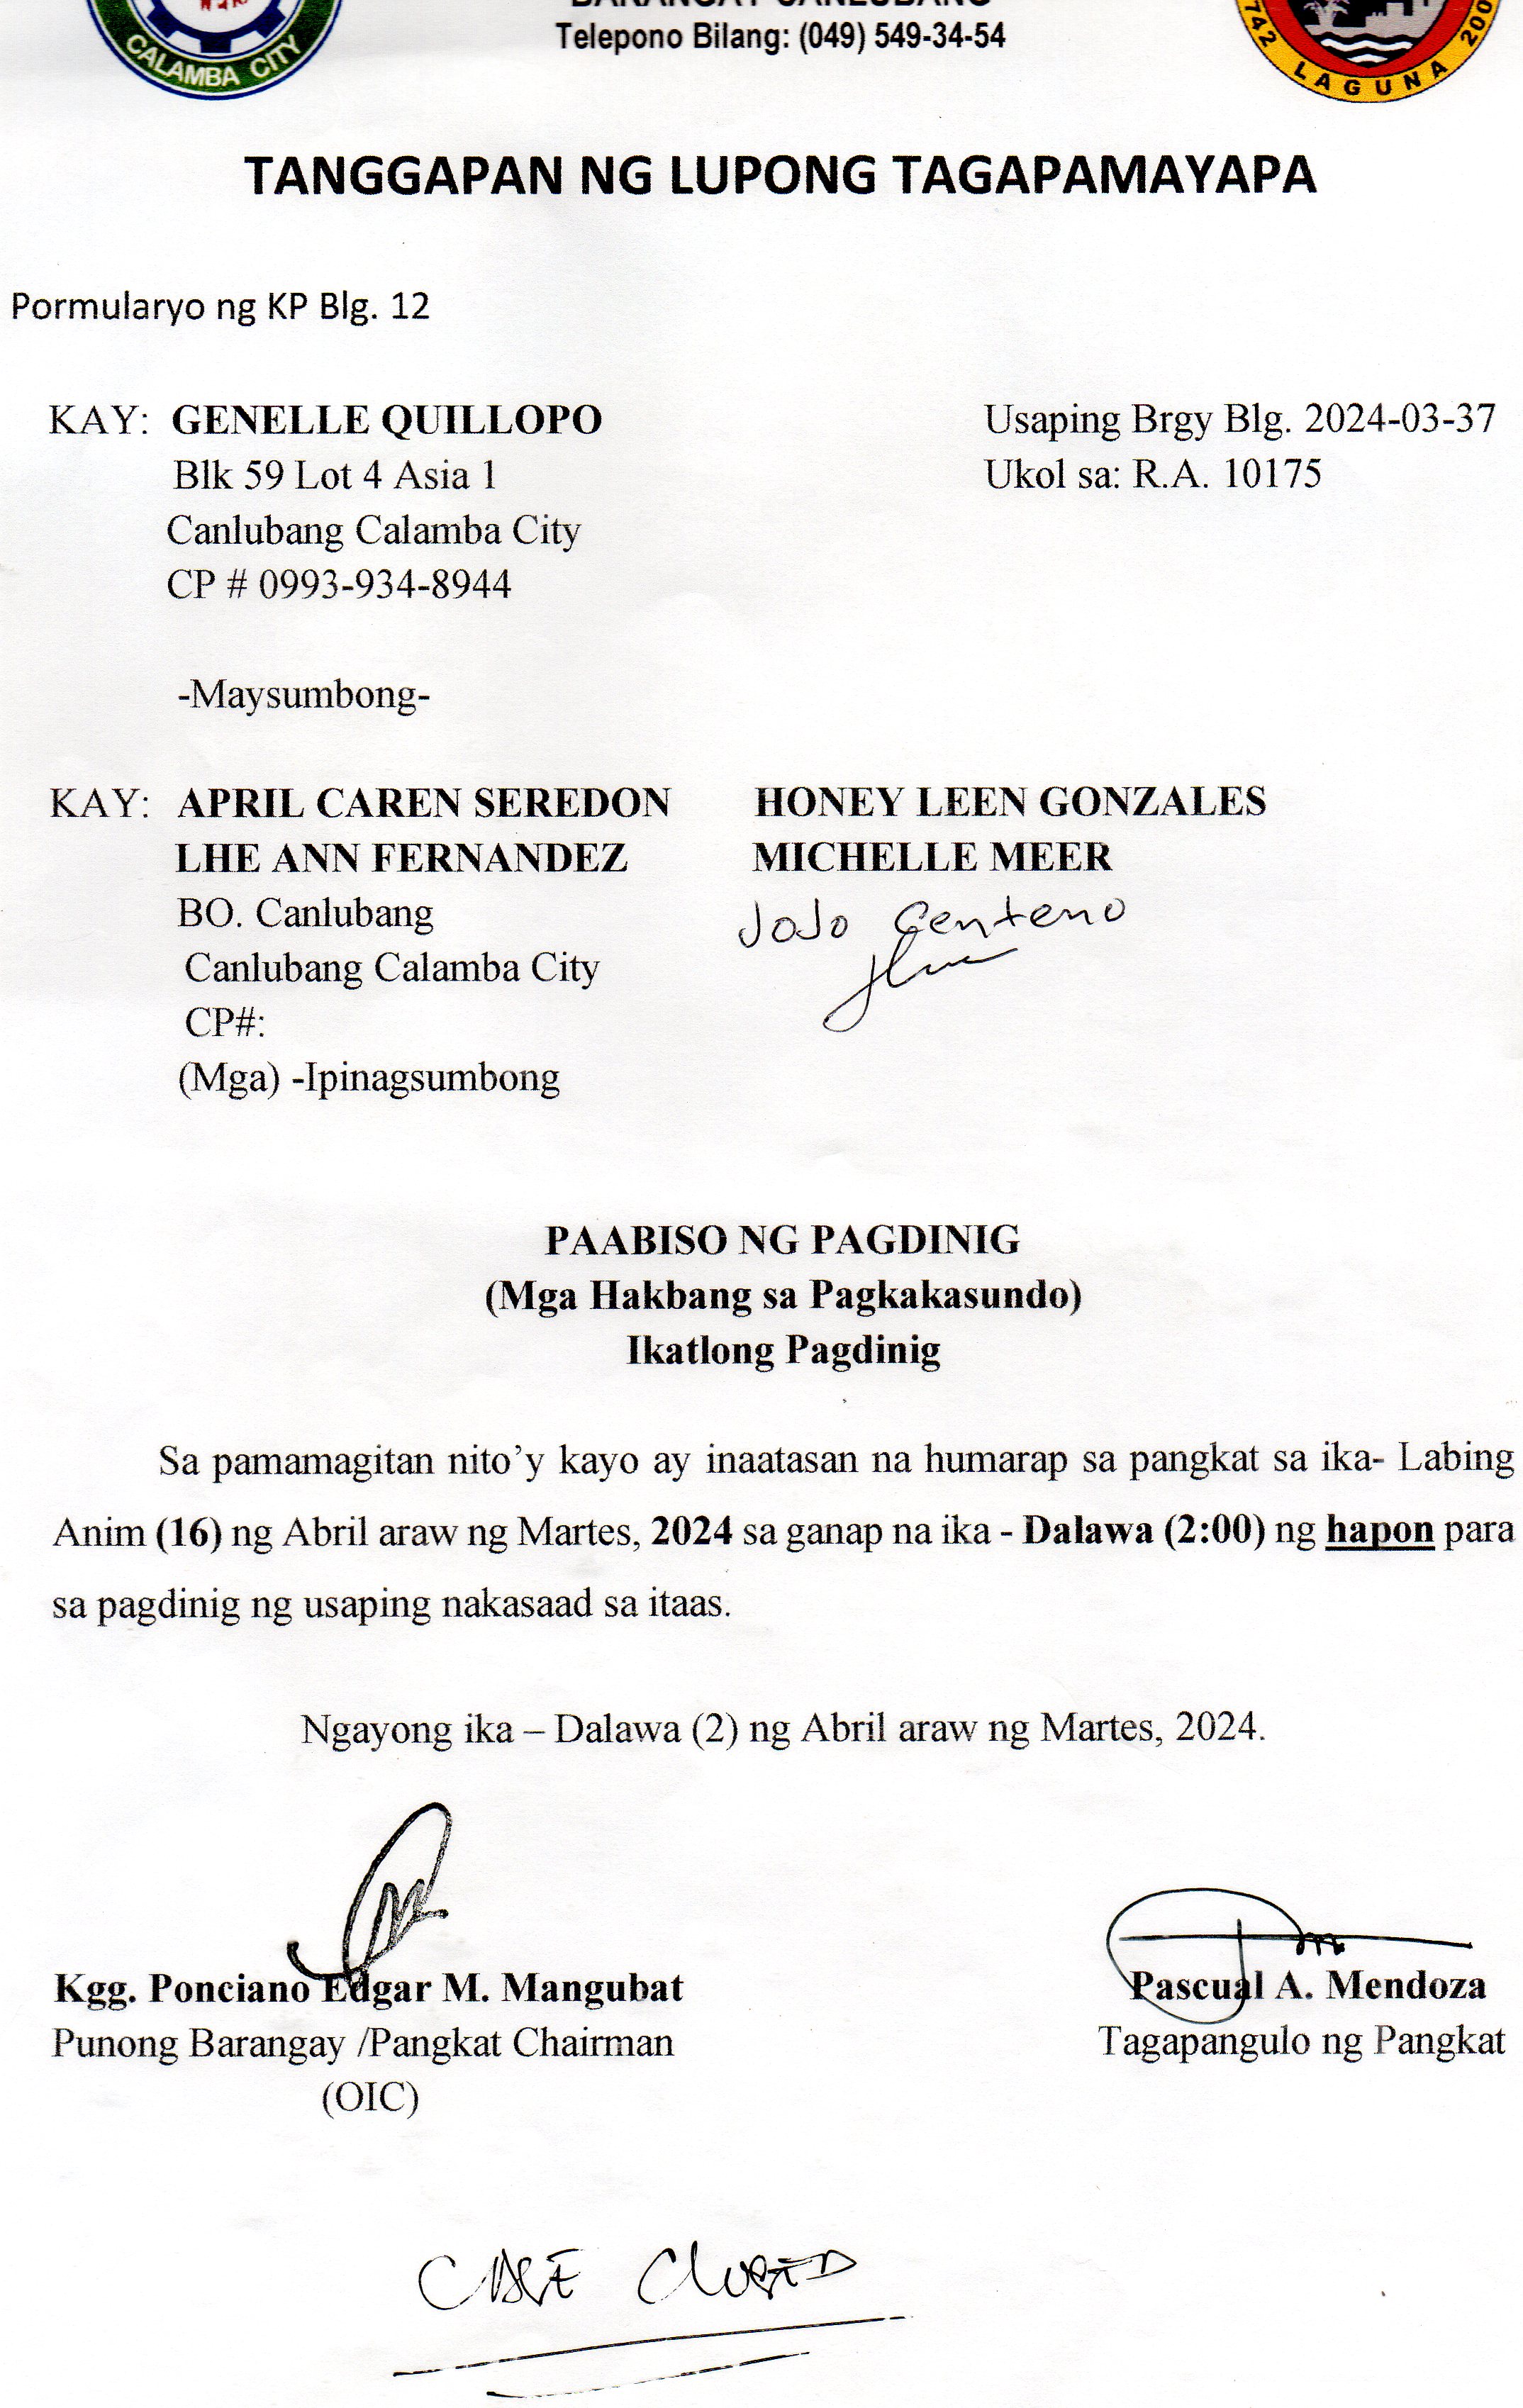 CALAMBA CITY
BARANGAY CANLUBANG
Telepono Bilang: (049) 549-34-54
742 LAGUNA 200
TANGGAPAN NG LUPONG TAGAPAMAYAPA
Pormularyo ng KP Blg. 12
KAY: GENELLE QUILLOPO Usaping Brgy Blg. 2024-03-37
Blk 59 Lot 4 Asia 1 Ukol sa: R.A. 10175
Canlubang Calamba City
CP # 0993-934-8944
-Maysumbong-
KAY: APRIL CAREN SEREDON HONEY LEEN GONZALES
LHE ANN FERNANDEZ MICHELLE MEER
BO. Canlubang JoJo Centeno
Canlubang Calamba City
CP#:
(Mga) -Ipinagsumbong
PAABISO NG PAGDINIG
(Mga Hakbang sa Pagkakasundo)
Ikatlong Pagdinig
Sa pamamagitan nito’y kayo ay inaatasan na humarap sa pangkat sa ika- Labing
Anim (16) ng Abril araw ng Martes, 2024 sa ganap na ika - Dalawa (2:00) ng hapon para
sa pagdinig ng usaping nakasaad sa itaas.
Ngayong ika – Dalawa (2) ng Abril araw ng Martes, 2024.
Kgg. Ponciano Edgar M. Mangubat Pascual A. Mendoza
Punong Barangay /Pangkat Chairman Tagapangulo ng Pangkat
(OIC)
CASE CLOSED